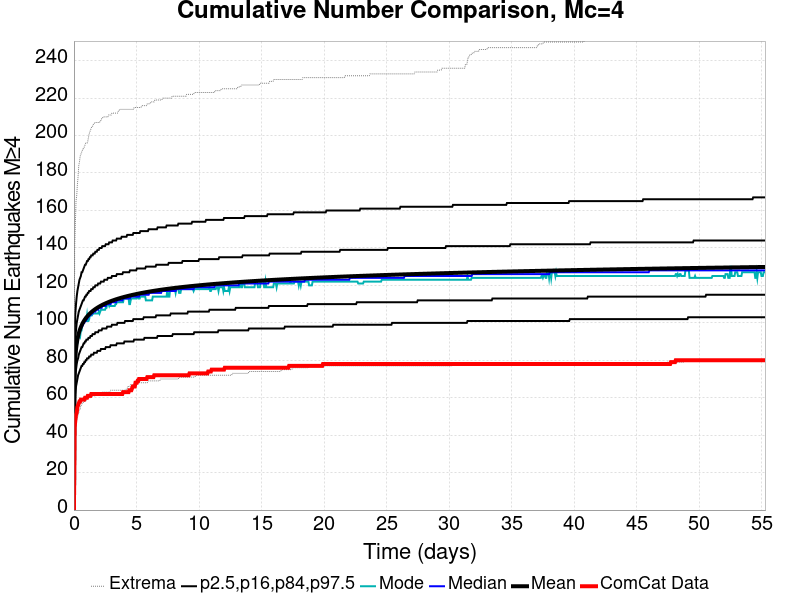 Cumulative Number Comparison, Mc=4
Cumulative Num Earthquakes M≥4
240
220
200
180
160
140
120
100
80
60
40
20
0
0 5 10 15 20 25 30 35 40 45 50 55
Time (days)
Extrema p2.5,p16,p84,p97.5 Mode Median Mean ComCat Data